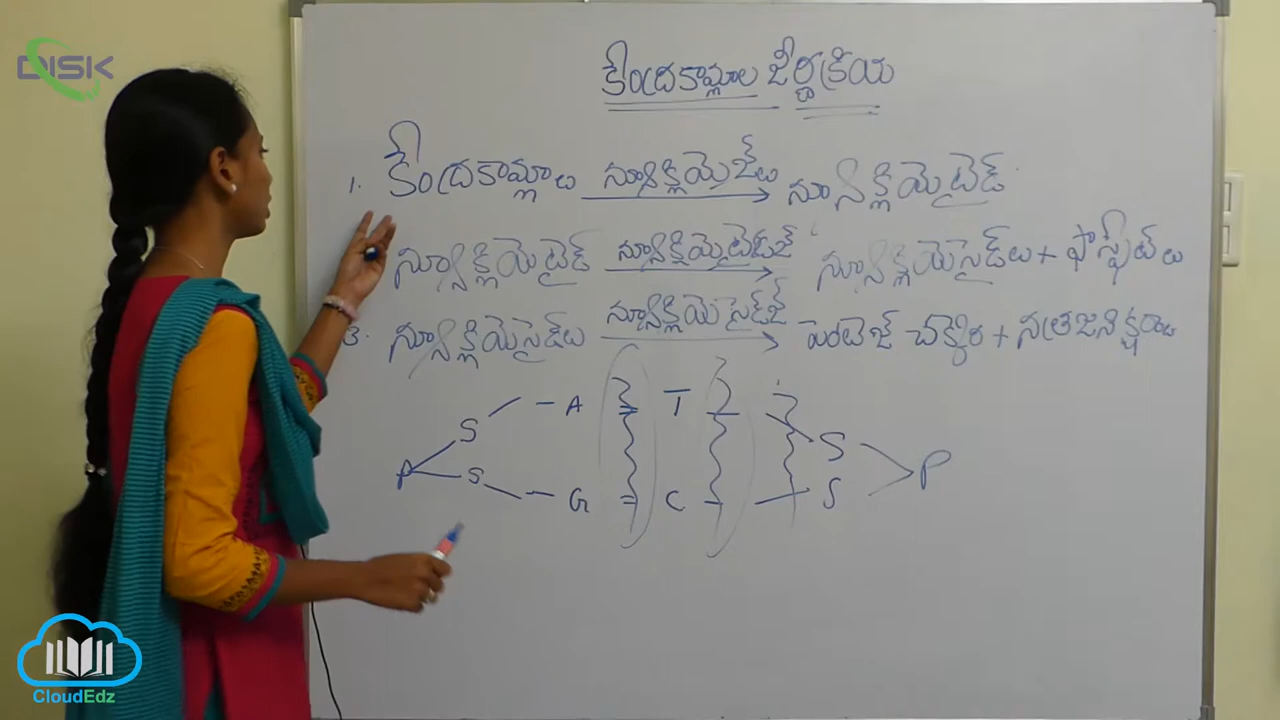 DISK
కేంద్రకామ్లాల జీర్ణక్రియ
1. కేంద్రకామ్లాలు న్యూక్లియేజ్‌లు న్యూక్లియోటైడ్
న్యూక్లియోటైడ్ న్యూక్లియోటైడేజ్ న్యూక్లియోసైడ్‌లు + ఫాస్ఫేట్‌లు
3. న్యూక్లియోసైడ్‌లు న్యూక్లియోసైడేజ్ పెంటోజ్ చక్కెర + నత్రజని క్షారాలు
S - A T S
P P
S - G C S
CloudEdz